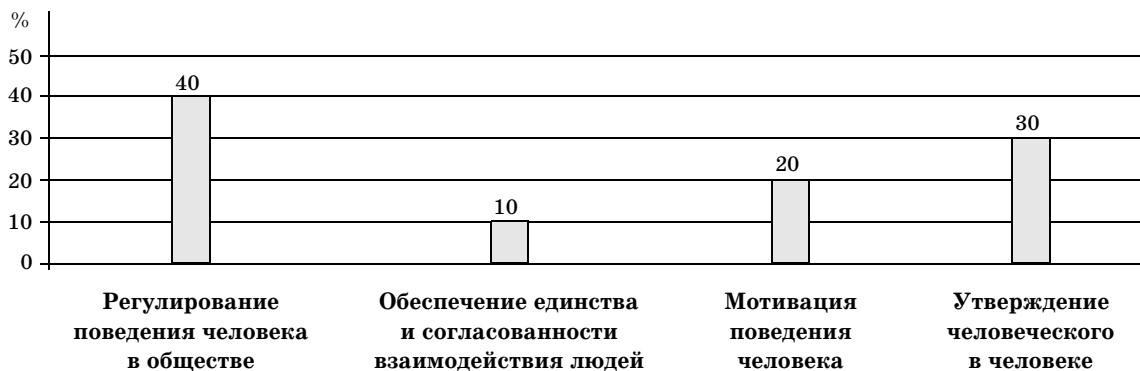 %
50
40
30
20
10
0
40
10
20
30
Регулирование
поведения человека
в обществе
Обеспечение единства
и согласованности
взаимодействия людей
Мотивация
поведения
человека
Утверждение
человеческого
в человеке